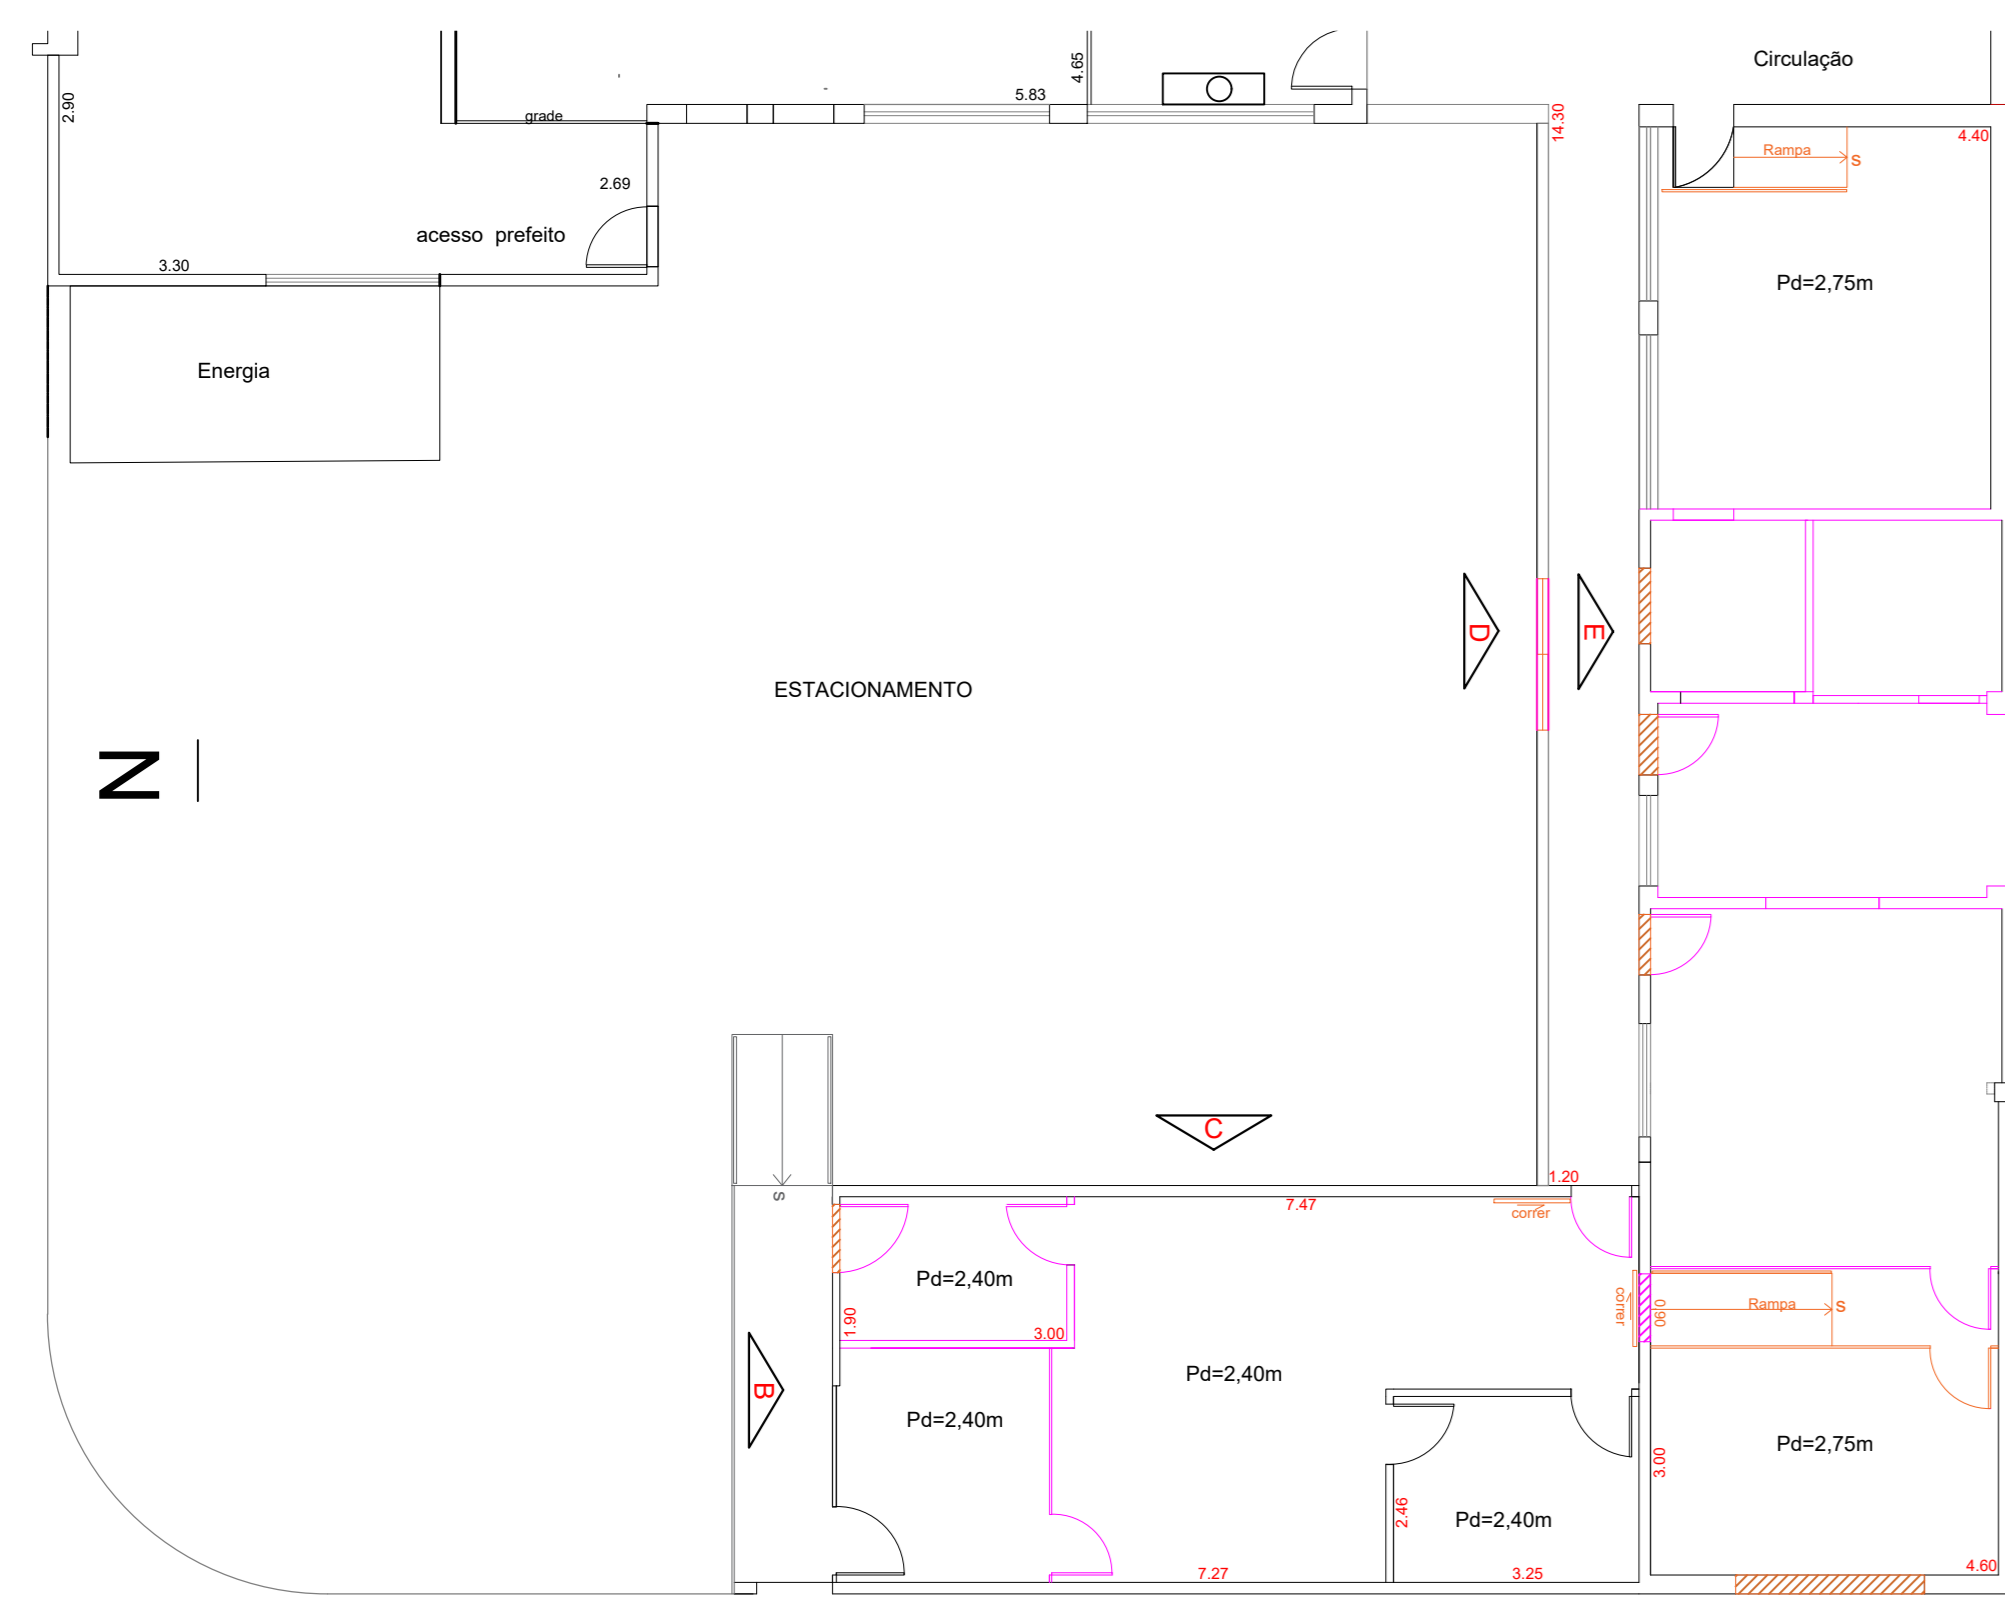 Circulação
4.65
2.90
5.83
grade
14.30
4.40
Rampa
S
2.69
acesso prefeito
3.30
Pd=2,75m
Energia
D
E
ESTACIONAMENTO
N
C
1.20
S
7.47
correr
Pd=2,40m
correr
0.90
Rampa
S
1.90
3.00
Pd=2,40m
B
Pd=2,40m
Pd=2,75m
3.00
2.46
Pd=2,40m
7.27
3.25
4.60